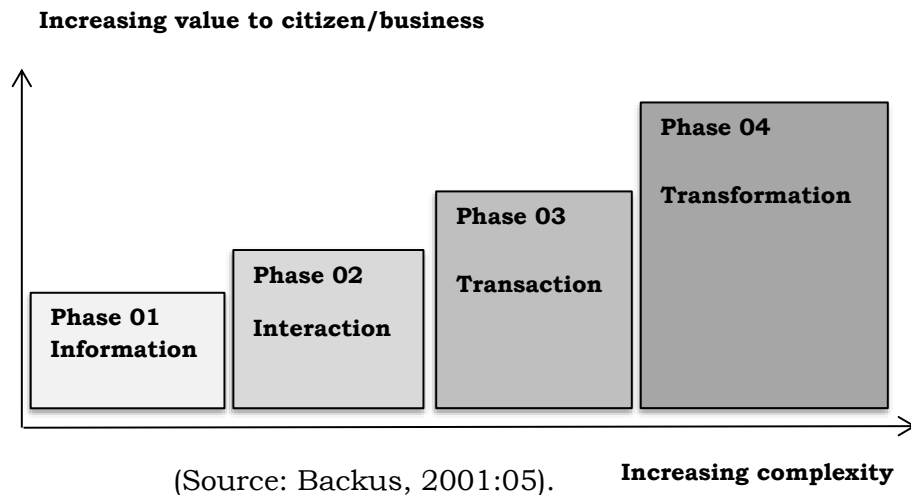 Increasing value to citizen/business
Phase 01
Information
Phase 02
Interaction
Phase 03
Transaction
Phase 04
Transformation
(Source: Backus, 2001:05).
Increasing complexity